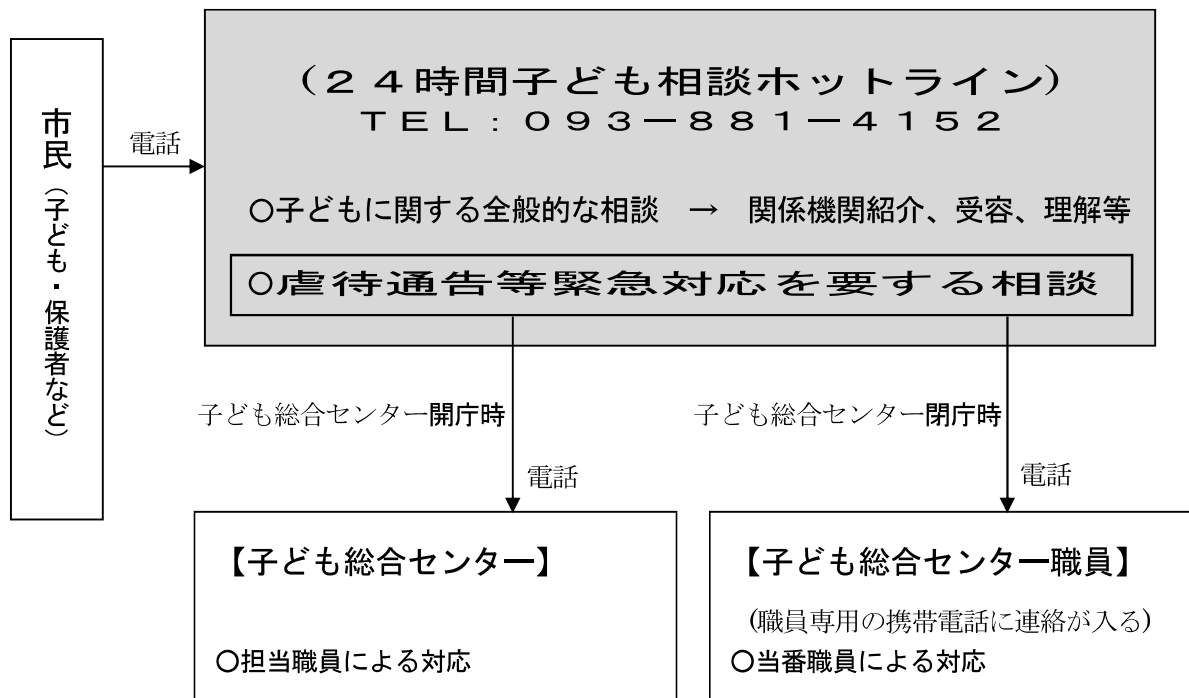 市民（子ども・保護者など）
電話
（２４時間子ども相談ホットライン）
ＴＥＬ：０９３－８８１－４１５２
○子どもに関する全般的な相談　→　関係機関紹介、受容、理解等
○虐待通告等緊急対応を要する相談
子ども総合センター開庁時
電話
子ども総合センター閉庁時
電話
【子ども総合センター】
○担当職員による対応
【子ども総合センター職員】
(職員専用の携帯電話に連絡が入る)
○当番職員による対応